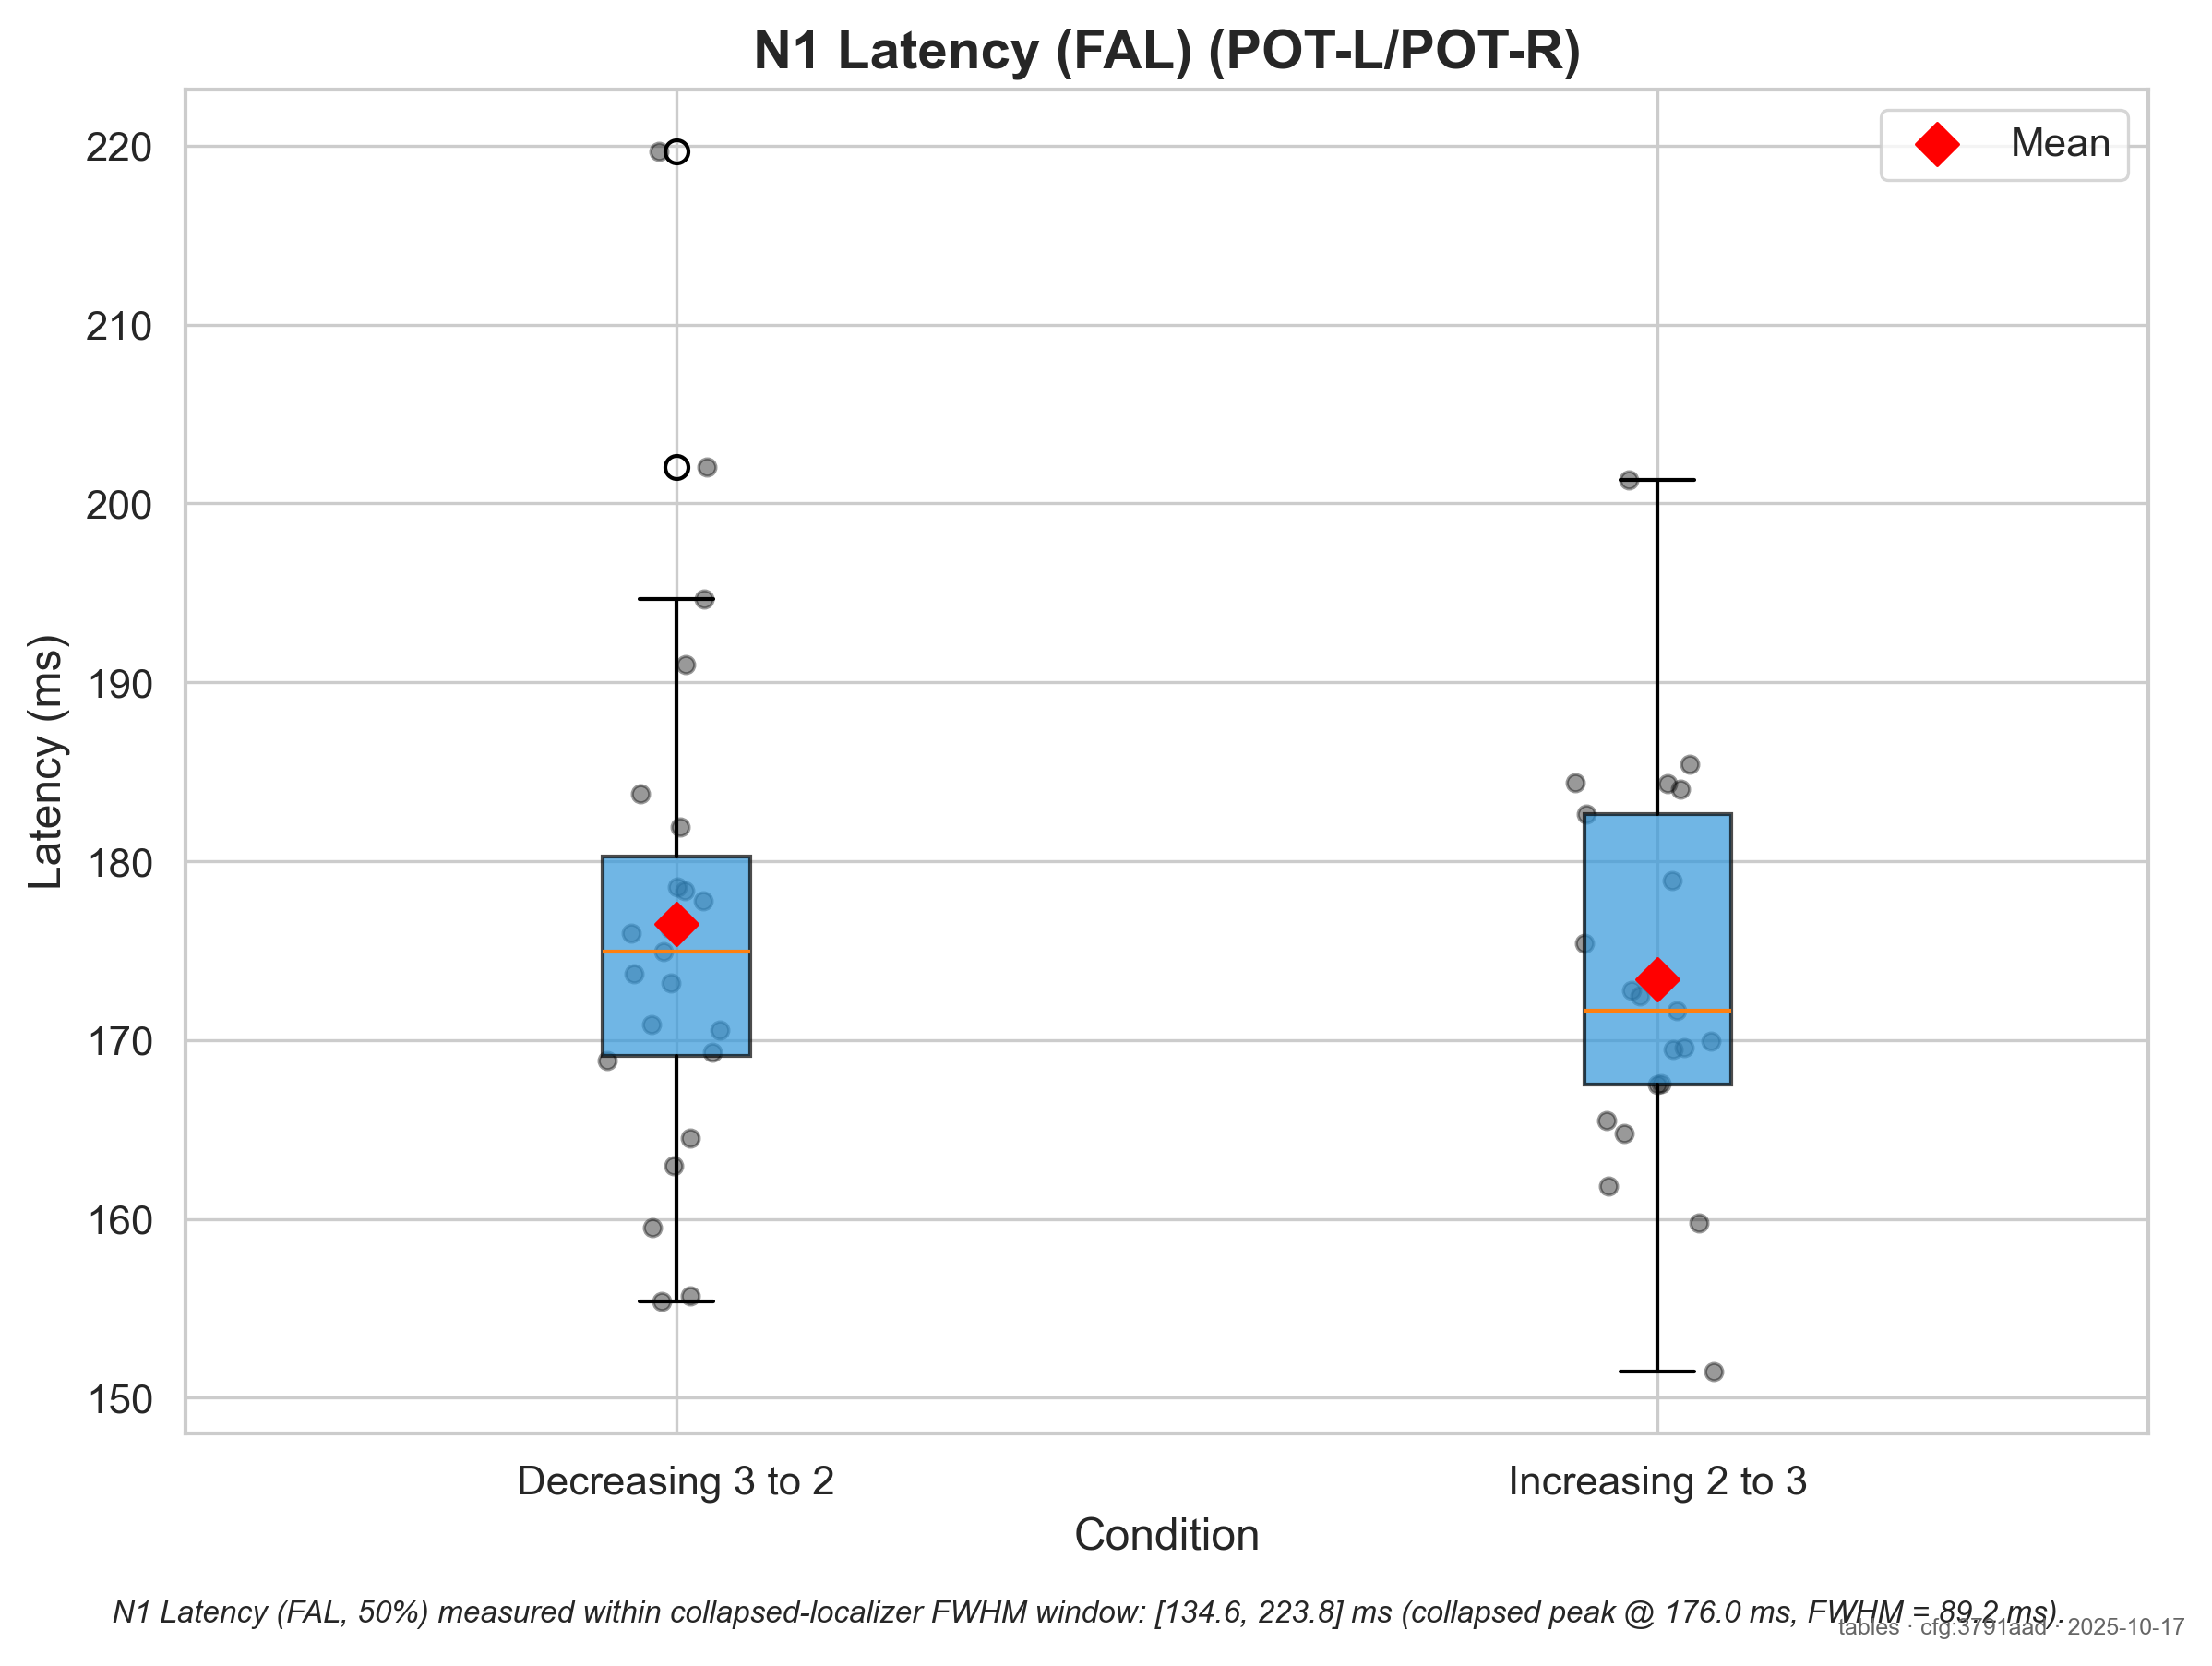 N1 Latency (FAL) (POT-L/POT-R)
Mean
220
210
200
190
180
170
160
150
Latency (ms)
Decreasing 3 to 2
Increasing 2 to 3
Condition
N1 Latency (FAL, 50%) measured within collapsed-localizer FWHM window: [134.6, 223.8] ms (collapsed peak @ 176.0 ms, FWHM = 89.2 ms).
tables · cfg:3791aad · 2025-10-17